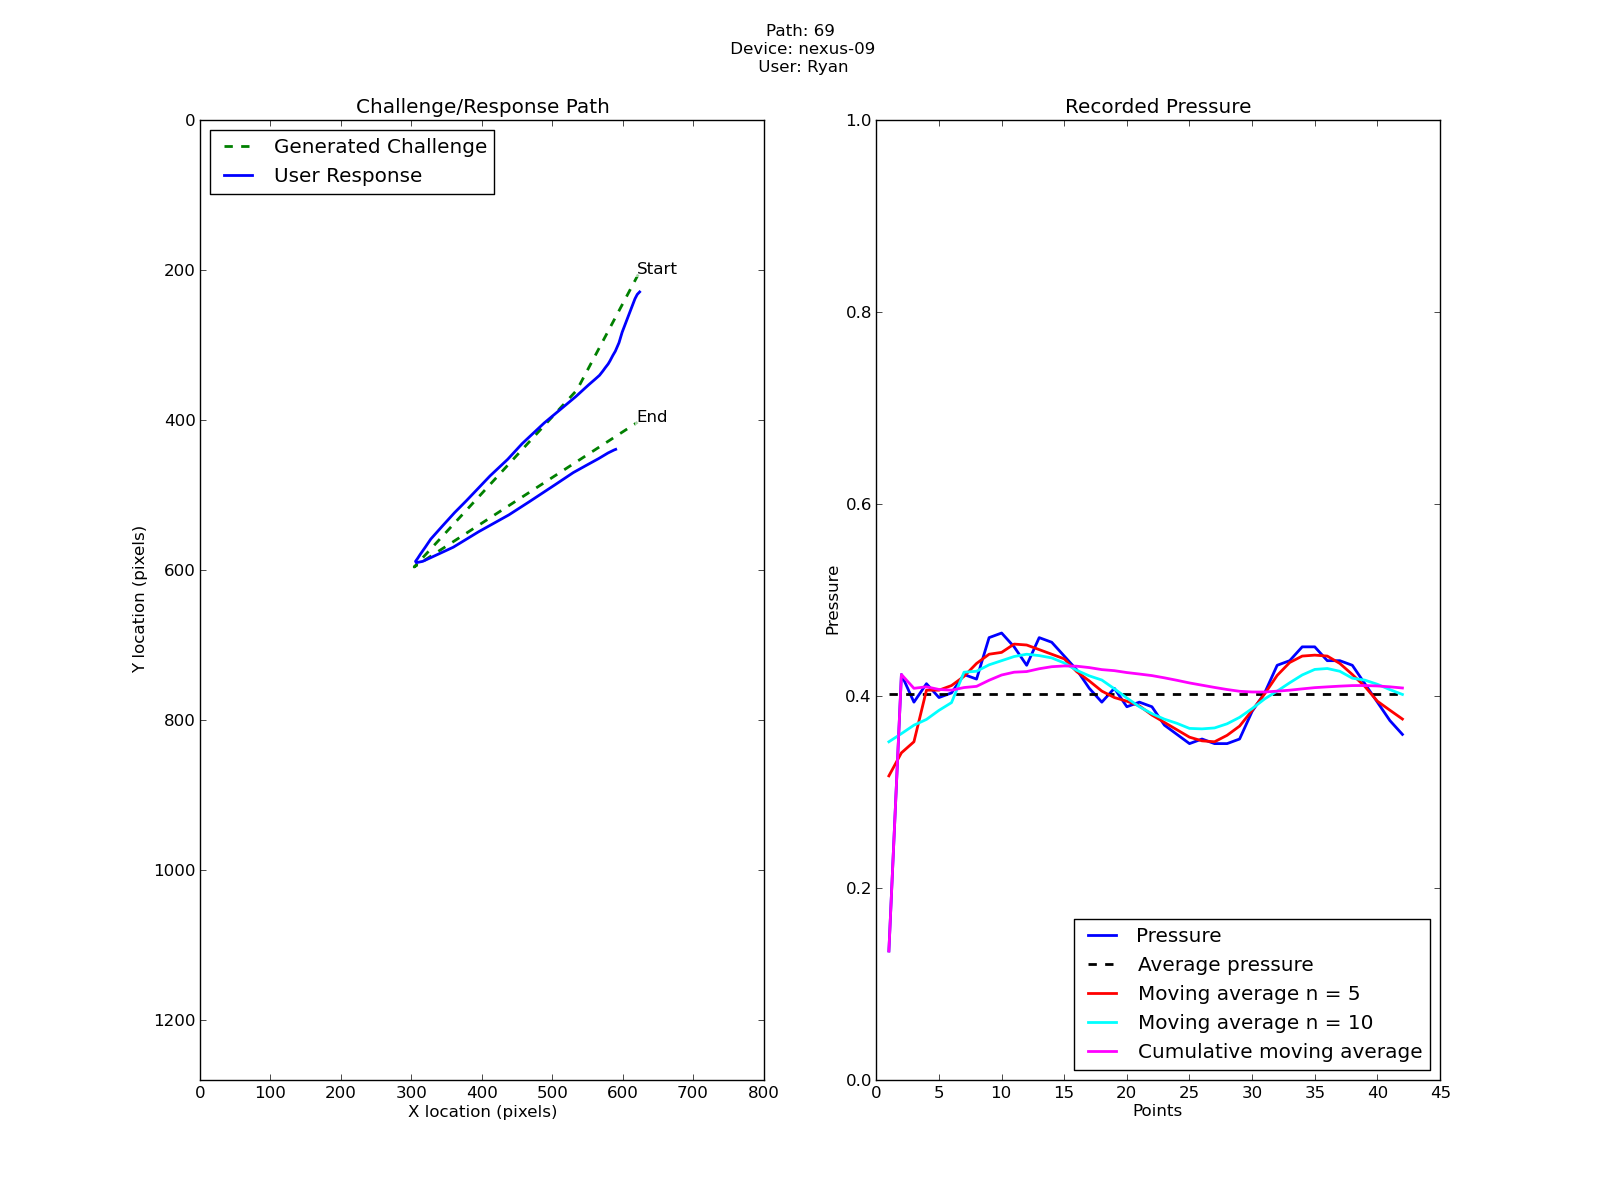 Path: 69
Device: nexus-09
User: Ryan
Challenge/Response Path
Generated Challenge
User Response
Start
End
0
200
400
600
800
1000
1200
Y location (pixels)
0 100 200 300 400 500 600 700 800
X location (pixels)
Recorded Pressure
1.0
0.8
0.6
0.4
0.2
0.0
Pressure
Pressure
Average pressure
Moving average n = 5
Moving average n = 10
Cumulative moving average
0 5 10 15 20 25 30 35 40 45
Points